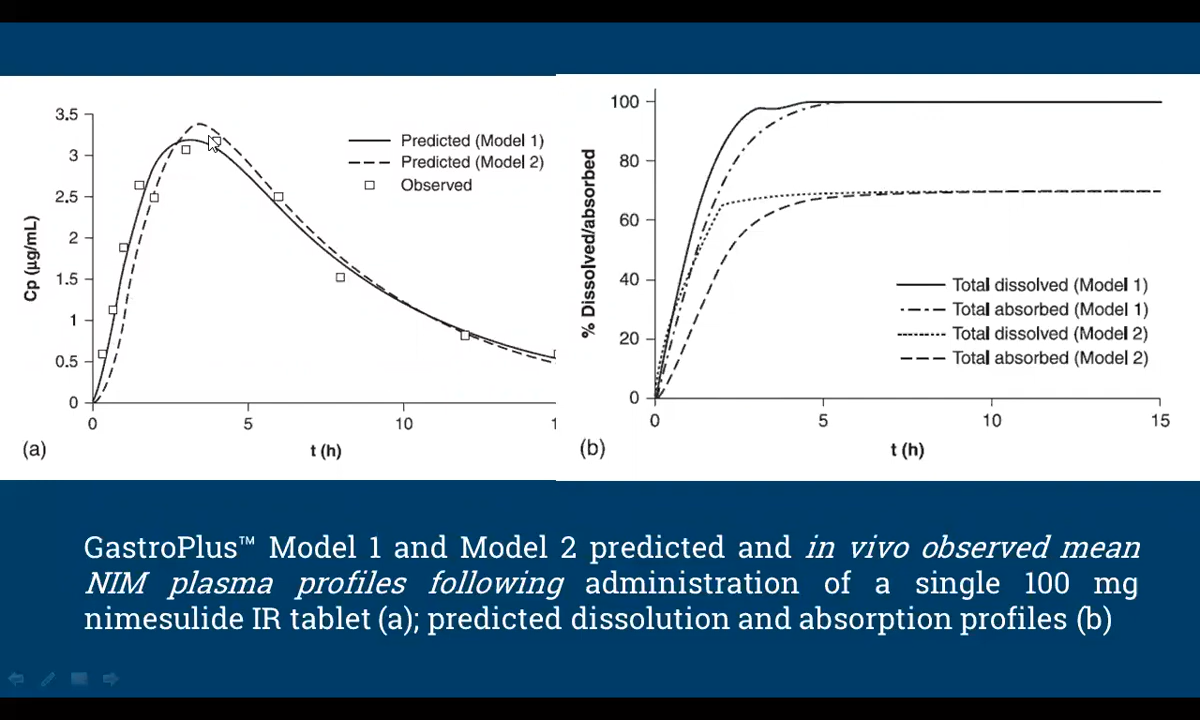 3.5
3
2.5
2
1.5
1
0.5
0
Cp (μg/mL)
0
5
10
1
t (h)
(a)
Predicted (Model 1)
Predicted (Model 2)
Observed
100
80
60
40
20
0
% Dissolved/absorbed
0
5
10
15
t (h)
(b)
Total dissolved (Model 1)
Total absorbed (Model 1)
Total dissolved (Model 2)
Total absorbed (Model 2)
GastroPlus™ Model 1 and Model 2 predicted and in vivo observed mean
NIM plasma profiles following administration of a single 100 mg
nimesulide IR tablet (a); predicted dissolution and absorption profiles (b)